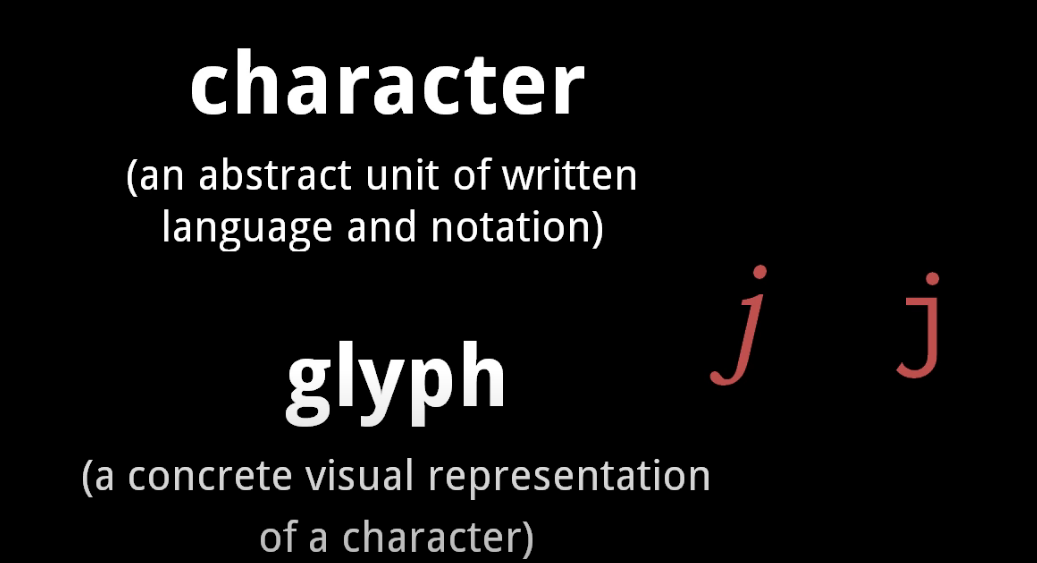 character
(an abstract unit of written
language and notation)
j j
glyph
(a concrete visual representation
of a character)